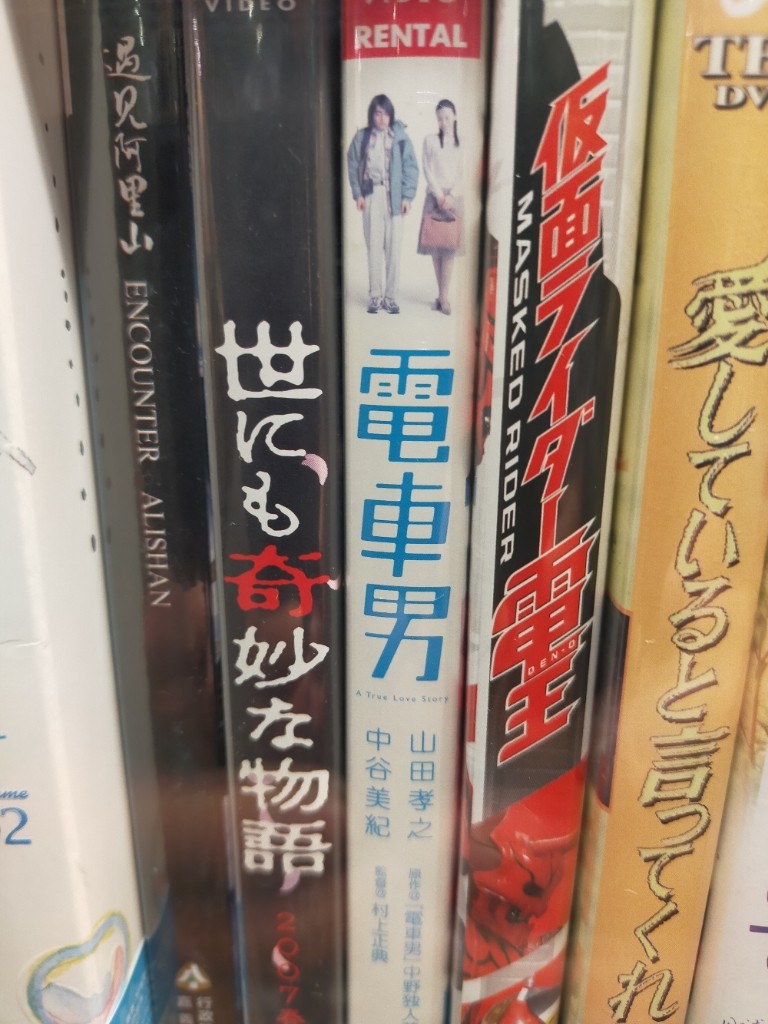 遇見阿里山
ENCOUNTER ALISHAN
VIDEO
世にも奇妙な物語
2007
RENTAL
電車男
A True Love Story
山田孝之
中谷美紀
原作は「電車男」中野独人
監督は 村上正典
仮面ライダー電王
MASKED RIDER
DEN-O
愛していると言ってくれ